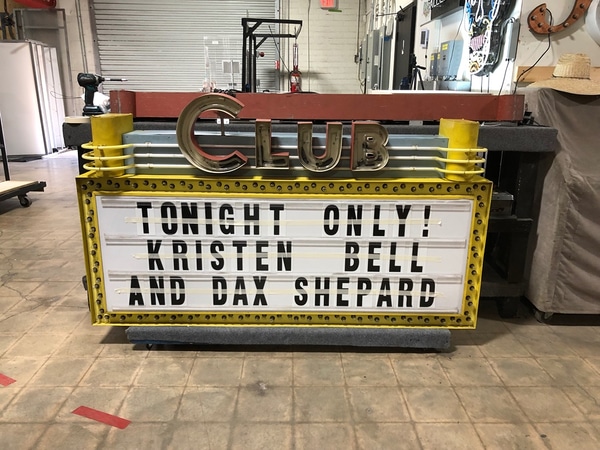 CLUB
TONIGHT ONLY!
KRISTEN BELL
AND DAX SHEPARD